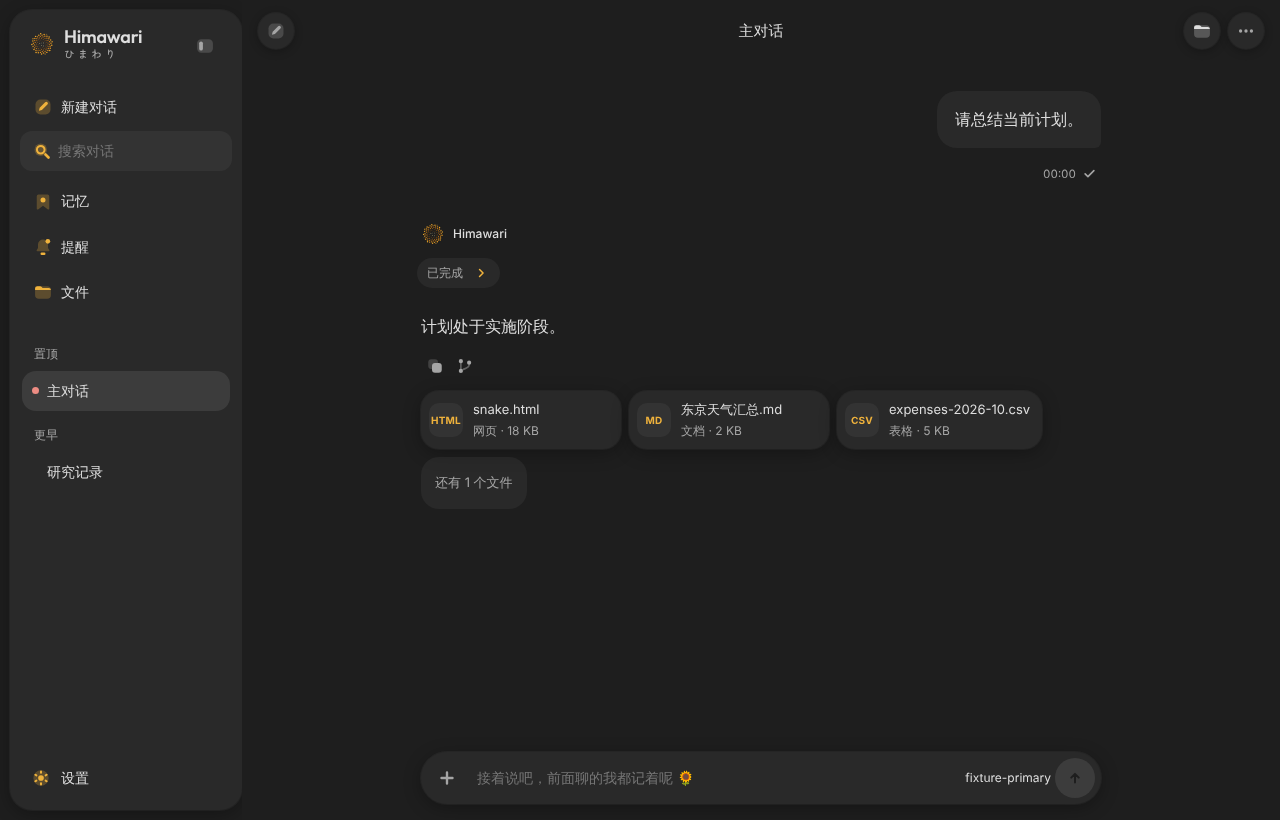 Himawari
ひまわり
新建对话
搜索对话
记忆
提醒
文件
置顶
主对话
更早
研究记录
设置
主对话
请总结当前计划。
00:00
Himawari
已完成
计划处于实施阶段。
HTML
snake.html
网页 · 18 KB
MD
东京天气汇总.md
文档 · 2 KB
CSV
expenses-2026-10.csv
表格 · 5 KB
还有 1 个文件
接着说吧，前面聊的我都记着呢 🌻
fixture-primary